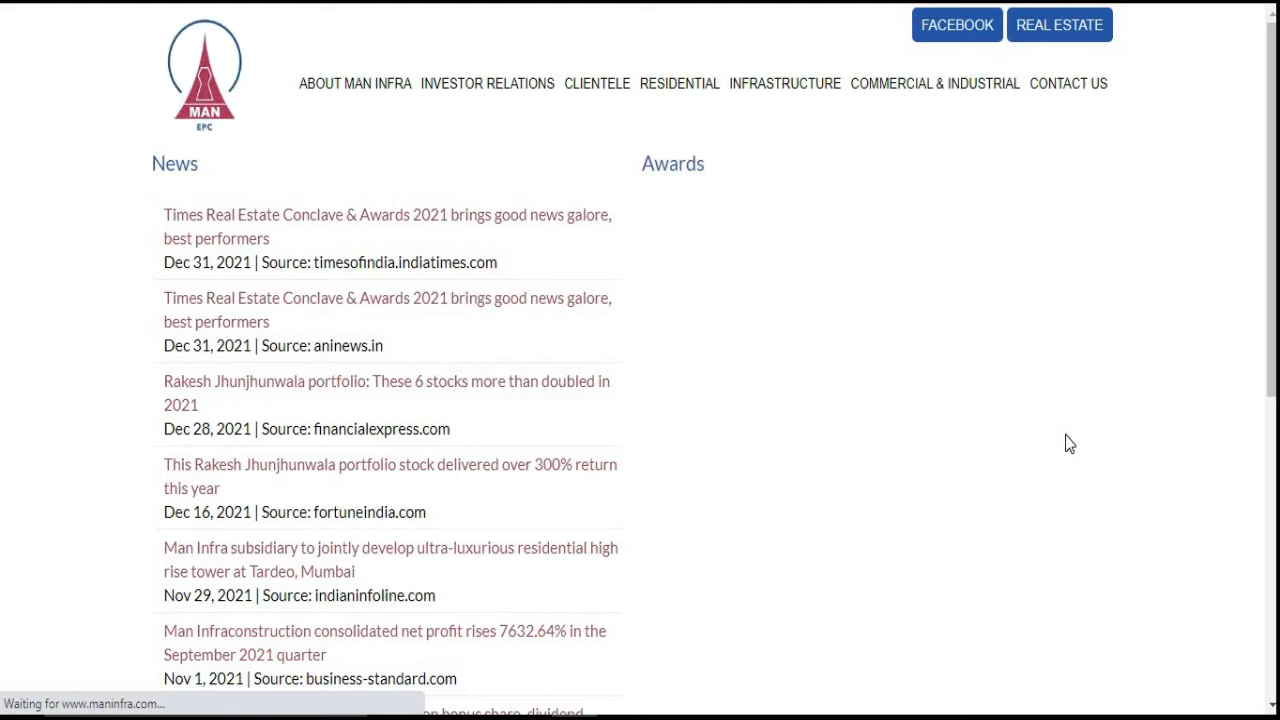 FACEBOOK
REAL ESTATE
MAN
EPC
ABOUT MAN INFRA
INVESTOR RELATIONS
CLIENTELE
RESIDENTIAL
INFRASTRUCTURE
COMMERCIAL & INDUSTRIAL
CONTACT US
News
Times Real Estate Conclave & Awards 2021 brings good news galore,
best performers
Dec 31, 2021 | Source: timesofindia.indiatimes.com
Times Real Estate Conclave & Awards 2021 brings good news galore,
best performers
Dec 31, 2021 | Source: aninews.in
Rakesh Jhunjhunwala portfolio: These 6 stocks more than doubled in
2021
Dec 28, 2021 | Source: financialexpress.com
This Rakesh Jhunjhunwala portfolio stock delivered over 300% return
this year
Dec 16, 2021 | Source: fortuneindia.com
Man Infra subsidiary to jointly develop ultra-luxurious residential high
rise tower at Tardeo, Mumbai
Nov 29, 2021 | Source: indianinfoline.com
Man Infraconstruction consolidated net profit rises 7632.64% in the
September 2021 quarter
Nov 1, 2021 | Source: business-standard.com
bonus share, dividend
Awards
Waiting for www.maninfra.com...